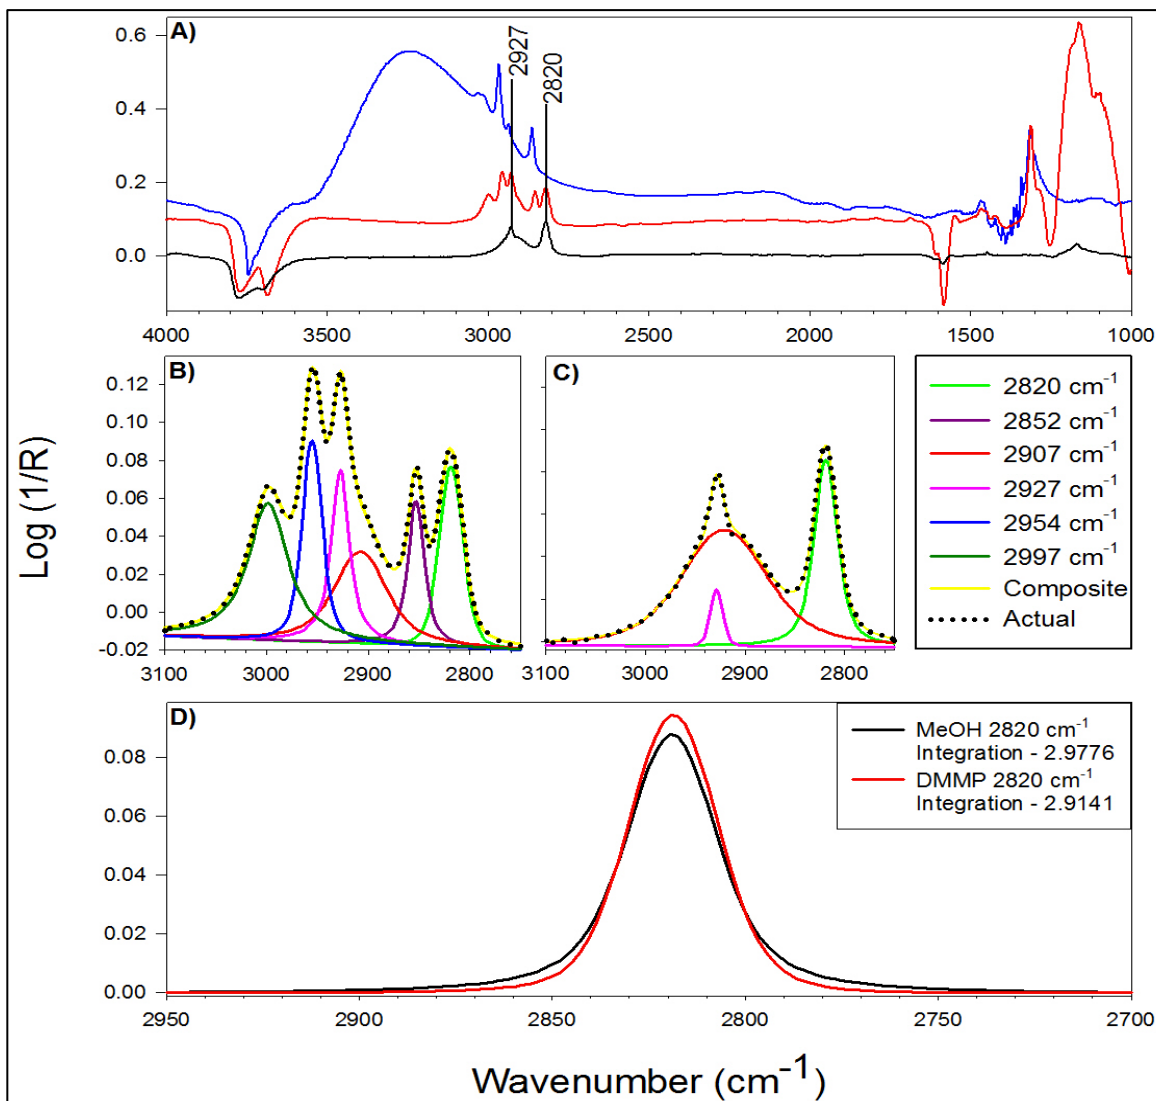 A)
0.6
0.4
0.2
0.0
2927
2820
4000 3500 3000 2500 2000 1500 1000
Log (1/R)
B)
0.12
0.10
0.08
0.06
0.04
0.02
0.00
-0.02
3100 3000 2900 2800
C)
3100 3000 2900 2800
2820 cm⁻¹
2852 cm⁻¹
2907 cm⁻¹
2927 cm⁻¹
2954 cm⁻¹
2997 cm⁻¹
Composite
Actual
D)
0.08
0.06
0.04
0.02
0.00
2950 2900 2850 2800 2750 2700
MeOH 2820 cm⁻¹
Integration - 2.9776
DMMP 2820 cm⁻¹
Integration - 2.9141
Wavenumber (cm⁻¹)